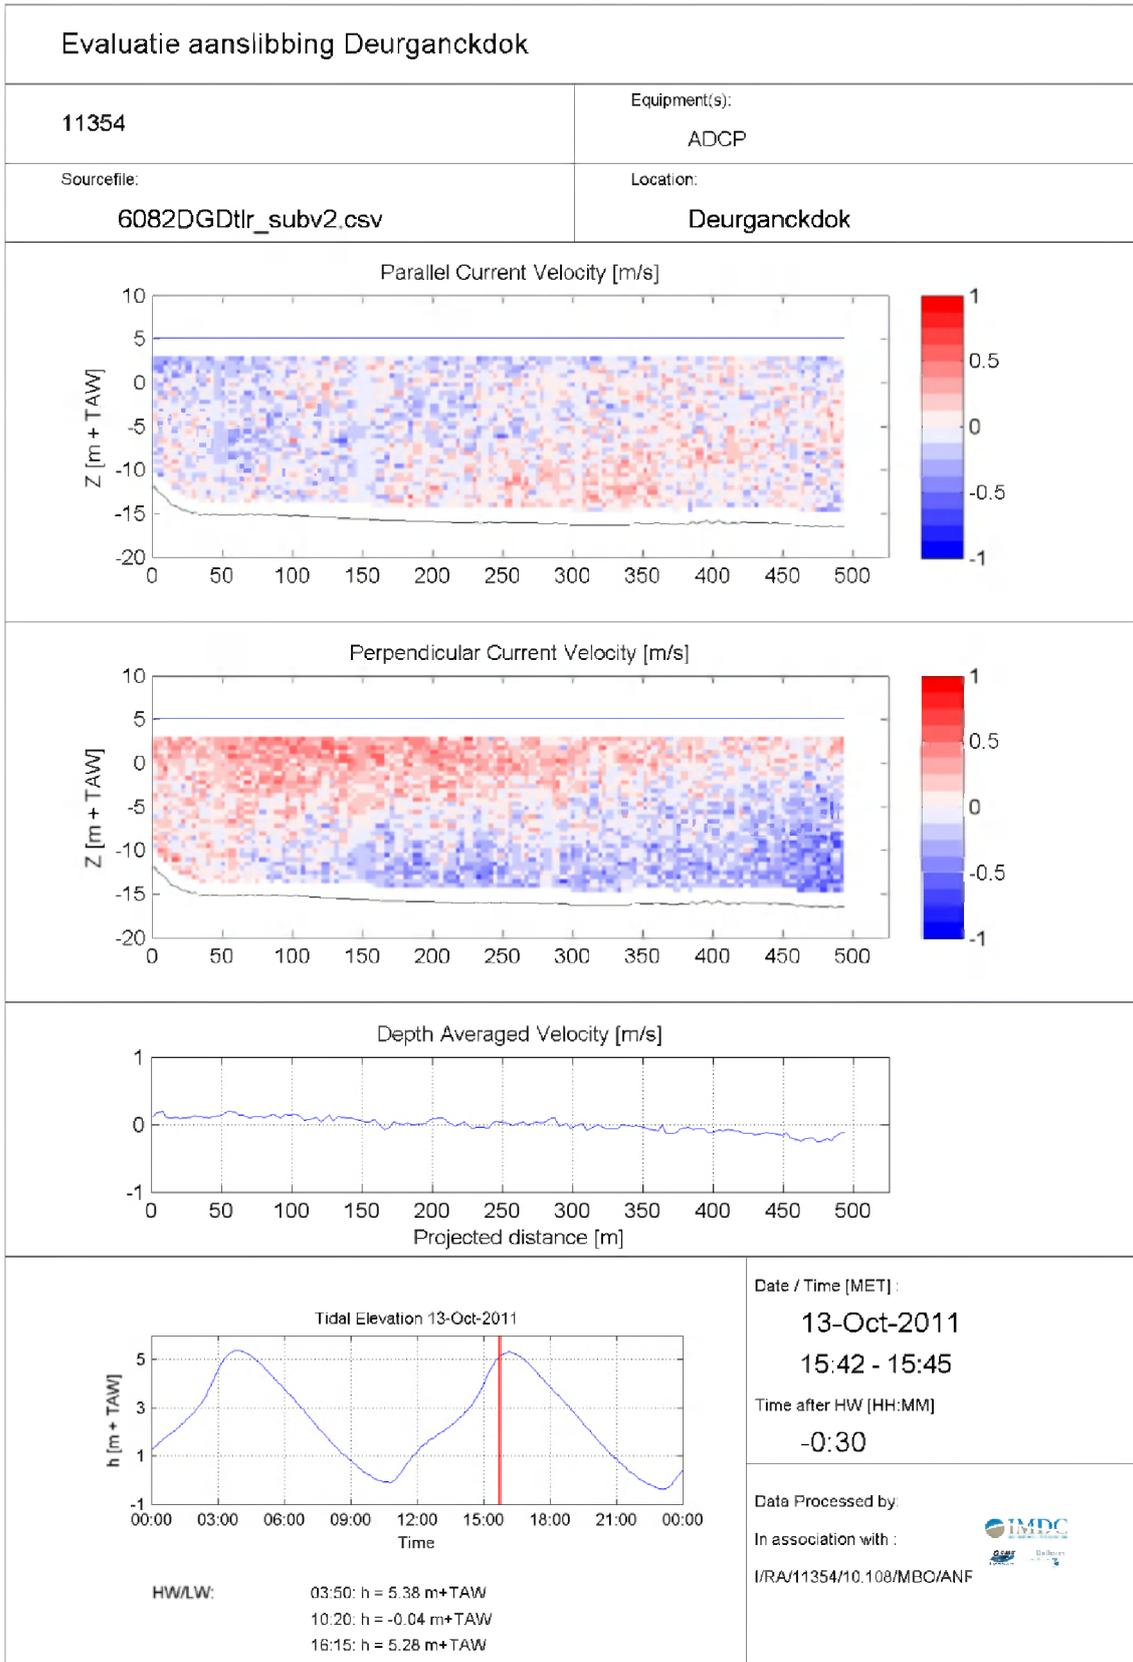 Evaluatie aanslibbing Deurganckdok
11354
Equipment(s):
ADCP
Sourcefile:
6082DGDtlr_subv2.csv
Location:
Deurganckdok
Parallel Current Velocity [m/s]
10
5
0
-5
-10
-15
-20
Z [m + TAW]
0 50 100 150 200 250 300 350 400 450 500
1
0.5
0
-0.5
-1
Perpendicular Current Velocity [m/s]
10
5
0
-5
-10
-15
-20
Z [m + TAW]
0 50 100 150 200 250 300 350 400 450 500
1
0.5
0
-0.5
-1
Depth Averaged Velocity [m/s]
1
0
-1
0 50 100 150 200 250 300 350 400 450 500
Projected distance [m]
Tidal Elevation 13-Oct-2011
5
3
1
-1
h [m + TAW]
00:00 03:00 06:00 09:00 12:00 15:00 18:00 21:00 00:00
Time
HW/LW:
03:50: h = 5.38 m+TAW
10:20: h = -0.04 m+TAW
16:15: h = 5.28 m+TAW
Date / Time [MET] :
13-Oct-2011
15:42 - 15:45
Time after HW [HH:MM]
-0:30
Data Processed by:
IMDC
In association with :
I/RA/11354/10.108/MBO/ANF